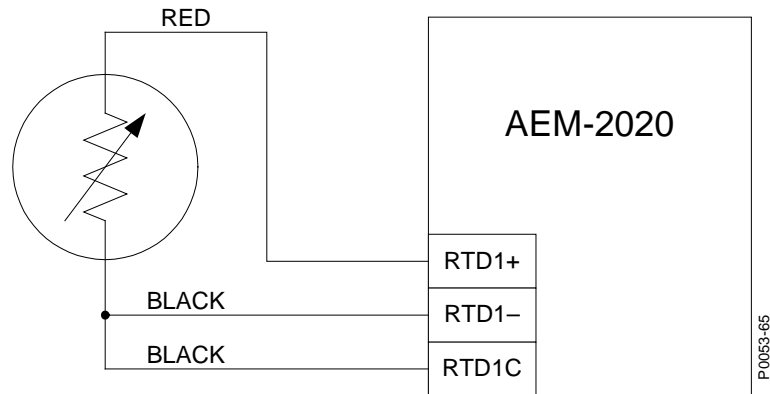 RED
AEM-2020
RTD1+
BLACK
RTD1–
BLACK
RTD1C
P0053-65